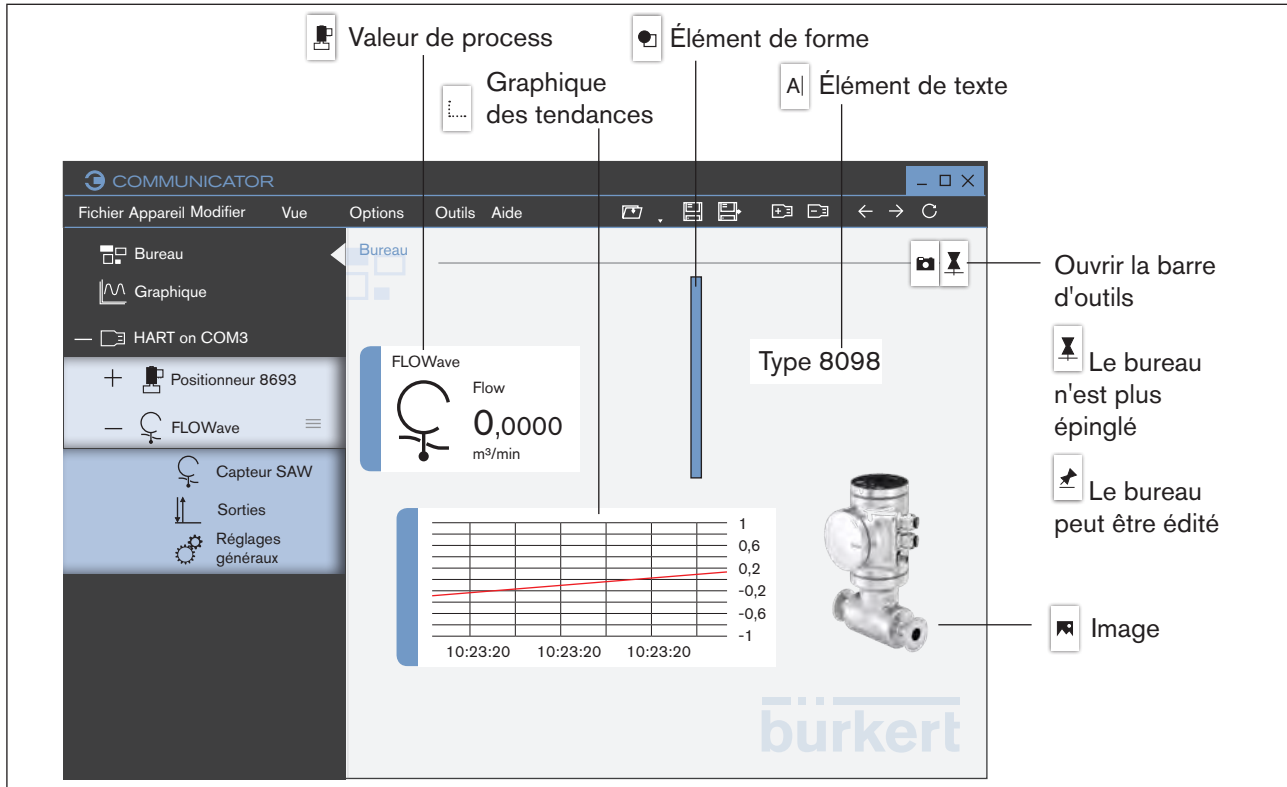 Valeur de process
Élément de forme
Graphique
des tendances
A| Élément de texte
COMMUNICATOR
Fichier Appareil Modifier Vue Options Outils Aide
Bureau
Graphique
HART on COM3
Positionneur 8693
FLOWave
Capteur SAW
Sorties
Réglages
généraux
Bureau
FLOWave
Flow
0,0000
m³/min
Type 8098
1
0,6
0,2
-0,2
-0,6
-1
10:23:20 10:23:20 10:23:20
burkert
Ouvrir la barre
d'outils
Le bureau
n'est plus
épinglé
Le bureau
peut être édité
Image